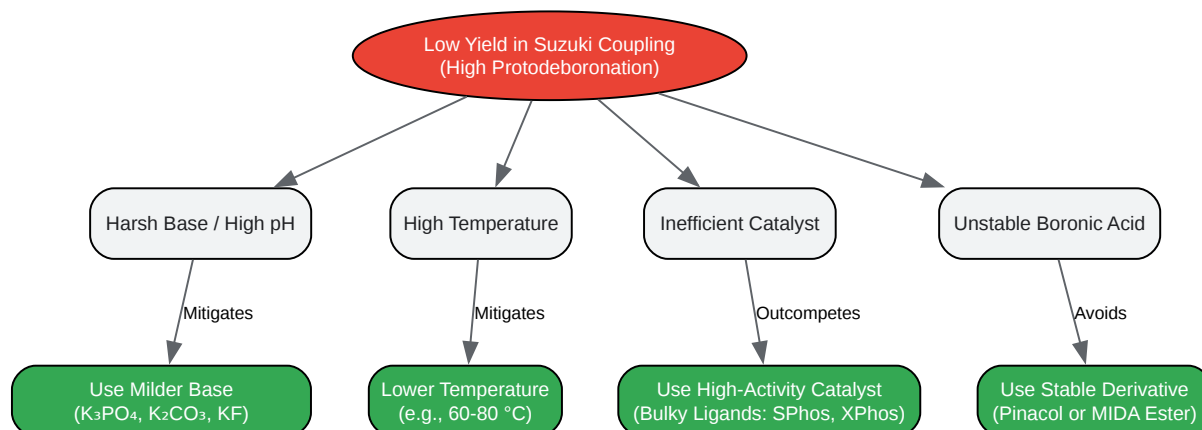 Low Yield in Suzuki Coupling
(High Protodeboronation)
Harsh Base / High pH
High Temperature
Inefficient Catalyst
Unstable Boronic Acid
Mitigates
Mitigates
Outcompetes
Avoids
Use Milder Base
(K₃PO₄, K₂CO₃, KF)
Lower Temperature
(e.g., 60-80 °C)
Use High-Activity Catalyst
(Bulky Ligands: SPhos, XPhos)
Use Stable Derivative
(Pinacol or MIDA Ester)